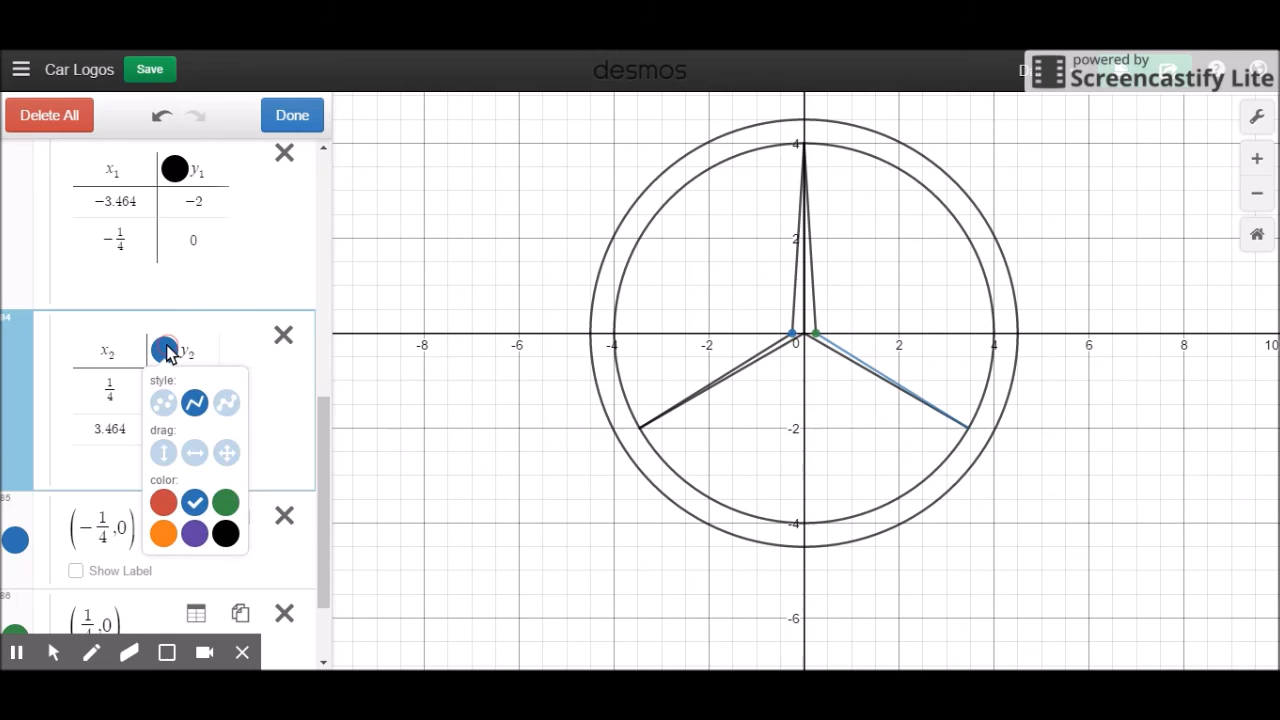 powered by
Screencastify Lite
Car Logos
Save
desmos
D
Delete All
Done
x₁ y₁
−3.464 −2
−1/4 0
34
x₂ y₂
1/4
3.464
style:
drag:
color:
(−1/4,0)
Show Label
(1/4,0)
4
2
-8 -6 -4 -2 0 2 4 6 8 10
-2
-4
-6